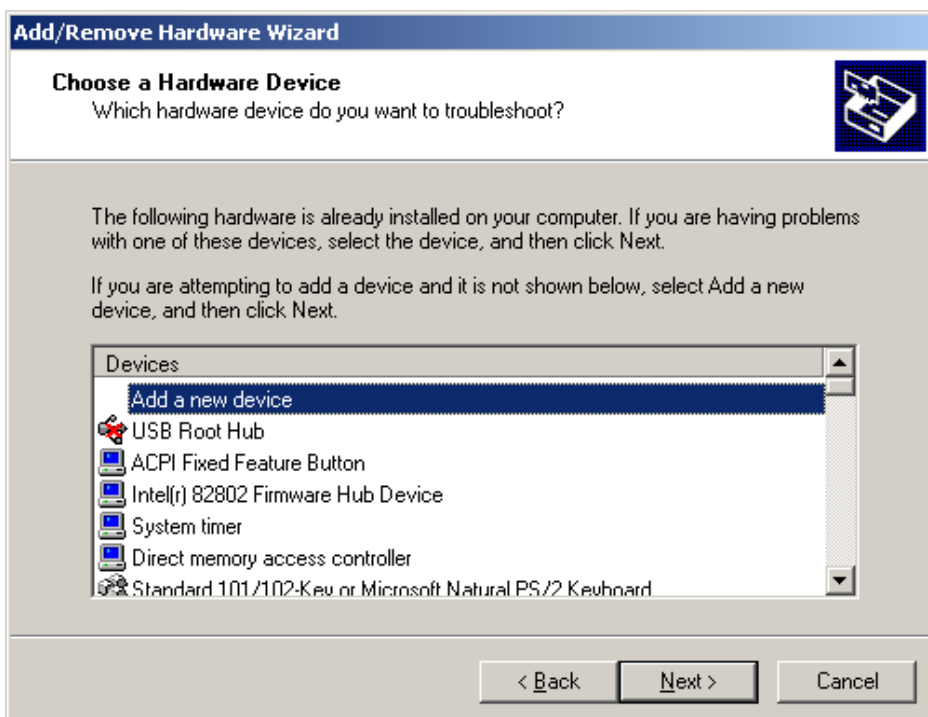 Add/Remove Hardware Wizard
Choose a Hardware Device
Which hardware device do you want to troubleshoot?
The following hardware is already installed on your computer. If you are having problems
with one of these devices, select the device, and then click Next.
If you are attempting to add a device and it is not shown below, select Add a new
device, and then click Next.
Devices
Add a new device
USB Root Hub
ACPI Fixed Feature Button
Intel(r) 82802 Firmware Hub Device
System timer
Direct memory access controller
Standard 101/102-Key or Microsoft Natural PS/2 Keyboard
< Back
Next >
Cancel